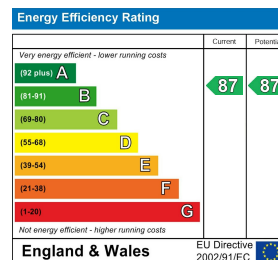 Energy Efficiency Rating
Current
Potentia
Very energy efficient - lower running costs
(92 plus) A
(81-91) B
87
87
(69-80) C
(55-68) D
(39-54) E
(21-38) F
(1-20) G
Not energy efficient - higher running costs
England & Wales
EU Directive
2002/91/EC